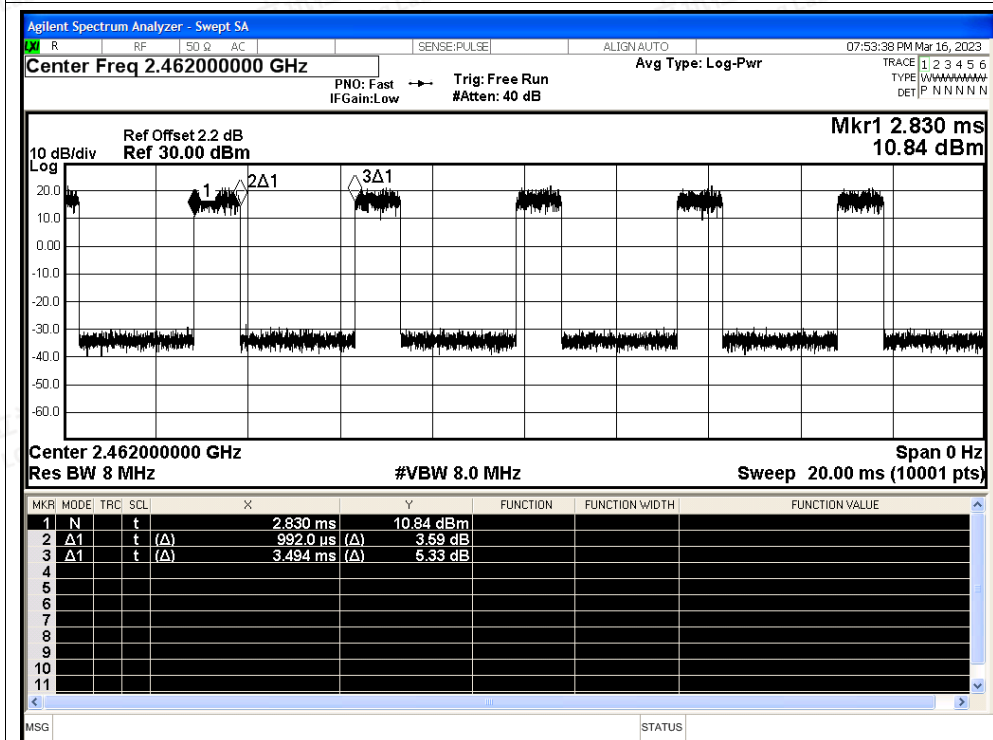 Agilent Spectrum Analyzer - Swept SA
LXI R RF 50 Ω AC SENSE:PULSE ALIGN AUTO 07:53:38 PM Mar 16, 2023
Center Freq 2.462000000 GHz Avg Type: Log-Pwr TRACE 1 2 3 4 5 6
PNO: Fast Trig: Free Run TYPE WWWWWW
IFGain:Low #Atten: 40 dB DET P N N N N N
Mkr1 2.830 ms
Ref Offset 2.2 dB
10 dB/div Ref 30.00 dBm 10.84 dBm
Log
1 2Δ1 3Δ1
20.0
10.0
0.00
-10.0
-20.0
-30.0
-40.0
-50.0
-60.0
Center 2.462000000 GHz Span 0 Hz
Res BW 8 MHz #VBW 8.0 MHz Sweep 20.00 ms (10001 pts)
MKR MODE TRC SCL X Y FUNCTION FUNCTION WIDTH FUNCTION VALUE
1 N t 2.830 ms 10.84 dBm
2 Δ1 t (Δ) 992.0 µs (Δ) 3.59 dB
3 Δ1 t (Δ) 3.494 ms (Δ) 5.33 dB
4
5
6
7
8
9
10
11
MSG STATUS